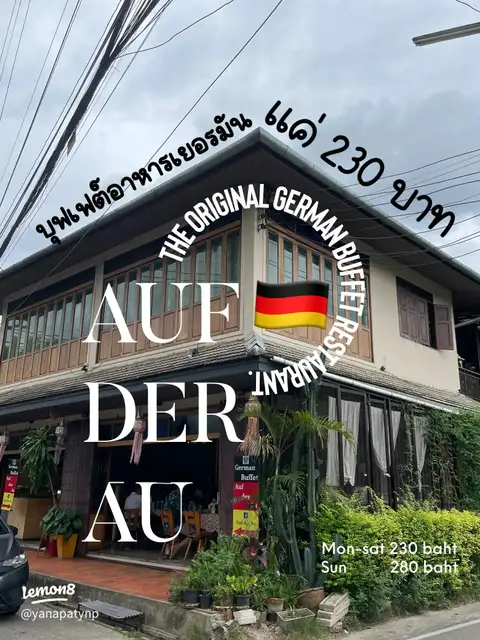 บุฟเฟ่ต์อาหารเยอรมัน แค่ 230 บาท
THE ORIGINAL GERMAN BUFFET RESTAURANT.
AUF
DER
AŪ
German
Buffet
Auf
der
Au
Mon-sat 230 baht
Sun 280 baht
Lemon8
@yanapatynp